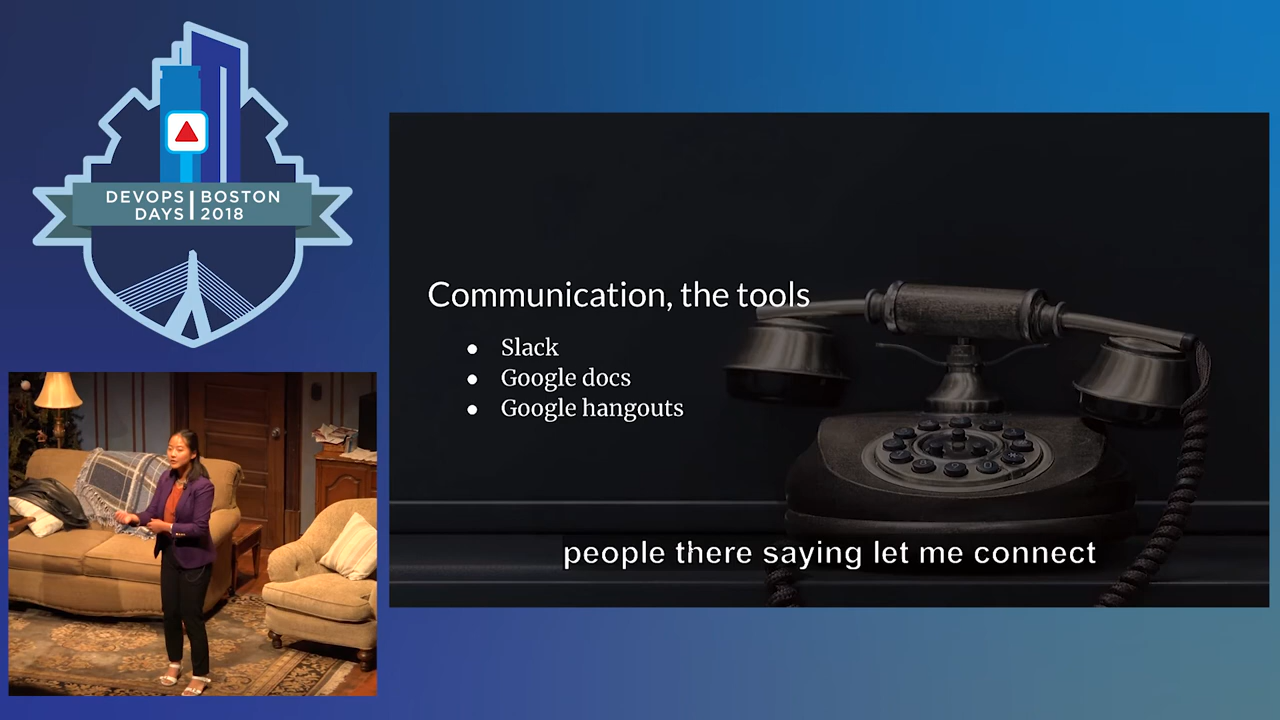 DEVOPS BOSTON
DAYS 2018
Communication, the tools
● Slack
● Google docs
● Google hangouts
people there saying let me connect